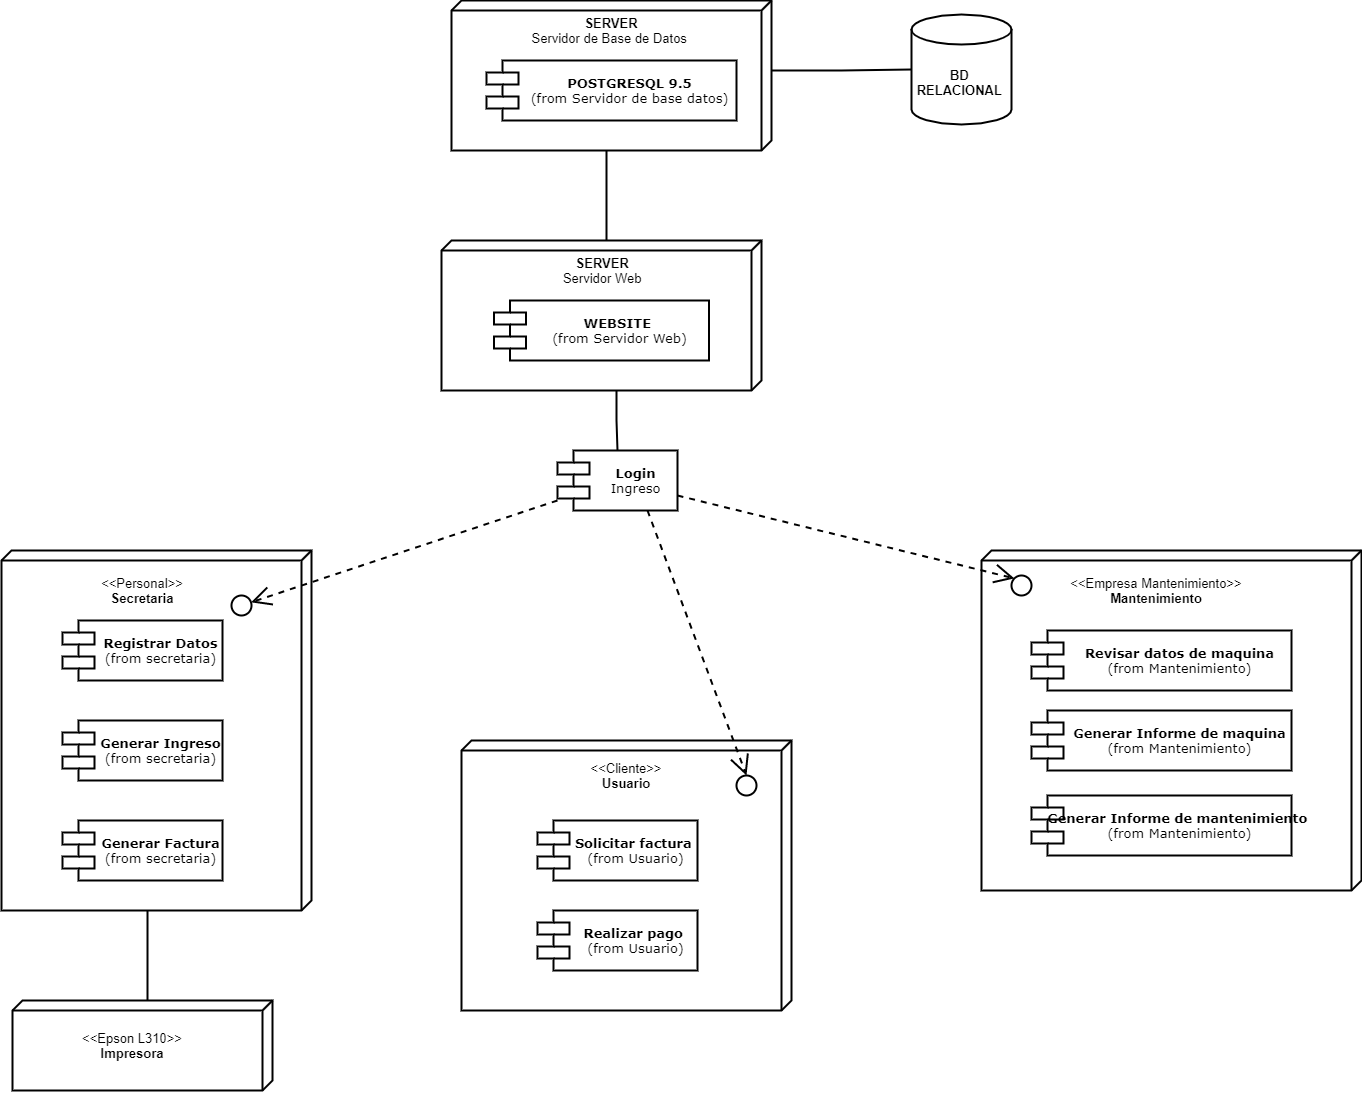 SERVER
Servidor de Base de Datos
POSTGRESQL 9.5
(from Servidor de base datos)
BD
RELACIONAL
SERVER
Servidor Web
WEBSITE
(from Servidor Web)
Login
Ingreso
<<Personal>>
Secretaria
Registrar Datos
(from secretaria)
Generar Ingreso
(from secretaria)
Generar Factura
(from secretaria)
<<Epson L310>>
Impresora
<<Cliente>>
Usuario
Solicitar factura
(from Usuario)
Realizar pago
(from Usuario)
<<Empresa Mantenimiento>>
Mantenimiento
Revisar datos de maquina
(from Mantenimiento)
Generar Informe de maquina
(from Mantenimiento)
Generar Informe de mantenimiento
(from Mantenimiento)